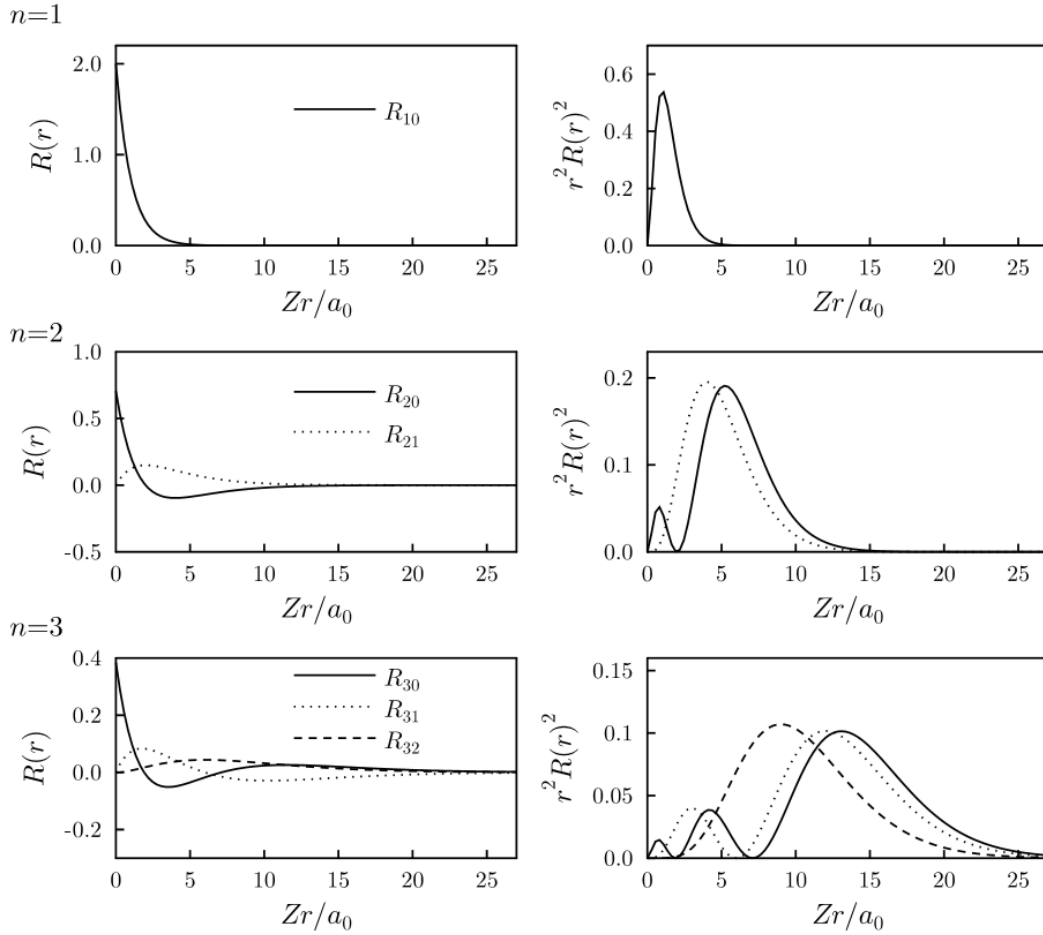 n=1
R(r)
2.0
1.0
0.0
R₁₀
0 5 10 15 20 25
Zr/a₀
r²R(r)²
0.6
0.4
0.2
0.0
0 5 10 15 20 25
Zr/a₀
n=2
R(r)
1.0
0.5
0.0
-0.5
R₂₀
R₂₁
0 5 10 15 20 25
Zr/a₀
r²R(r)²
0.2
0.1
0.0
0 5 10 15 20 25
Zr/a₀
n=3
R(r)
0.4
0.2
0.0
-0.2
R₃₀
R₃₁
R₃₂
0 5 10 15 20 25
Zr/a₀
r²R(r)²
0.15
0.1
0.05
0.0
0 5 10 15 20 25
Zr/a₀